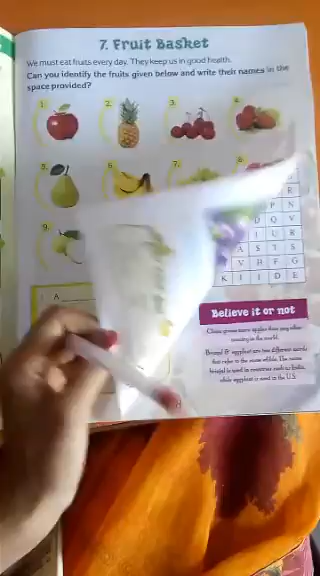 7. Fruit Basket
We must eat fruits every day. They keep us in good health.
Can you identify the fruits given below and write their names in the
space provided?
1. 2. 3. 4.
5. 6. 7. 8.
9.
R
P N
D Q V
I U R
A S T S
V H F G
K I I D E
1. A
Believe it or not
China grows more apples than any other
country in the world.
Brinjal & eggplant are two different words
that refer to the same edible. The name
brinjal is used in countries such as India,
while eggplant is used in the U.S.